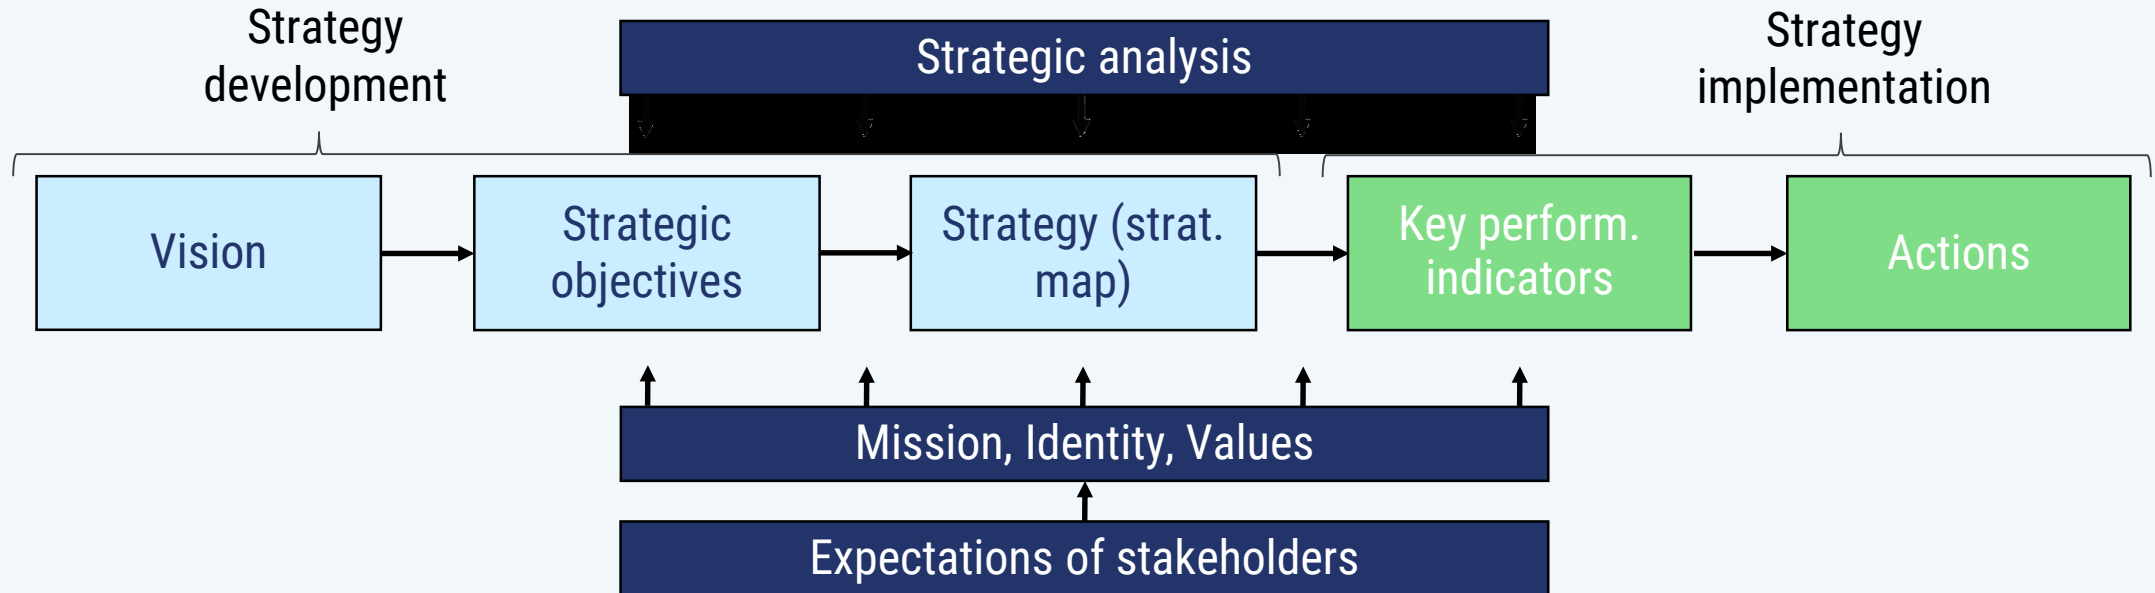 Strategy
development
Strategic analysis
Strategy
implementation
Vision
Strategic
objectives
Strategy (strat.
map)
Key perform.
indicators
Actions
Mission, Identity, Values
Expectations of stakeholders